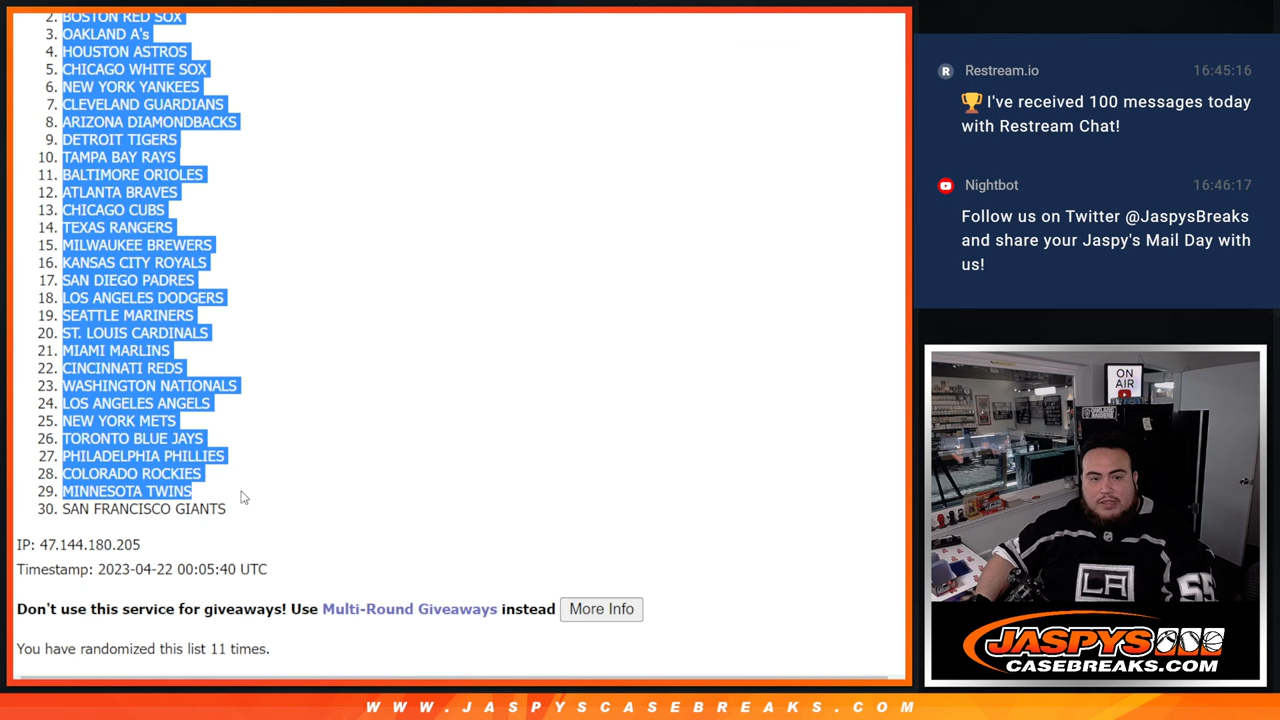 2. BOSTON RED SOX
3. OAKLAND A's
4. HOUSTON ASTROS
5. CHICAGO WHITE SOX
6. NEW YORK YANKEES
7. CLEVELAND GUARDIANS
8. ARIZONA DIAMONDBACKS
9. DETROIT TIGERS
10. TAMPA BAY RAYS
11. BALTIMORE ORIOLES
12. ATLANTA BRAVES
13. CHICAGO CUBS
14. TEXAS RANGERS
15. MILWAUKEE BREWERS
16. KANSAS CITY ROYALS
17. SAN DIEGO PADRES
18. LOS ANGELES DODGERS
19. SEATTLE MARINERS
20. ST. LOUIS CARDINALS
21. MIAMI MARLINS
22. CINCINNATI REDS
23. WASHINGTON NATIONALS
24. LOS ANGELES ANGELS
25. NEW YORK METS
26. TORONTO BLUE JAYS
27. PHILADELPHIA PHILLIES
28. COLORADO ROCKIES
29. MINNESOTA TWINS
30. SAN FRANCISCO GIANTS
IP: 47.144.180.205
Timestamp: 2023-04-22 00:05:40 UTC
Don't use this service for giveaways! Use Multi-Round Giveaways instead More Info
You have randomized this list 11 times.
R Restream.io 16:45:16
🏆 I've received 100 messages today
with Restream Chat!
Nightbot 16:46:17
Follow us on Twitter @JaspysBreaks
and share your Jaspy's Mail Day with
us!
ON
AIR
LA
JASPYS
CASEBREAKS.COM
WWW.JASPYSCASEBREAKS.COM